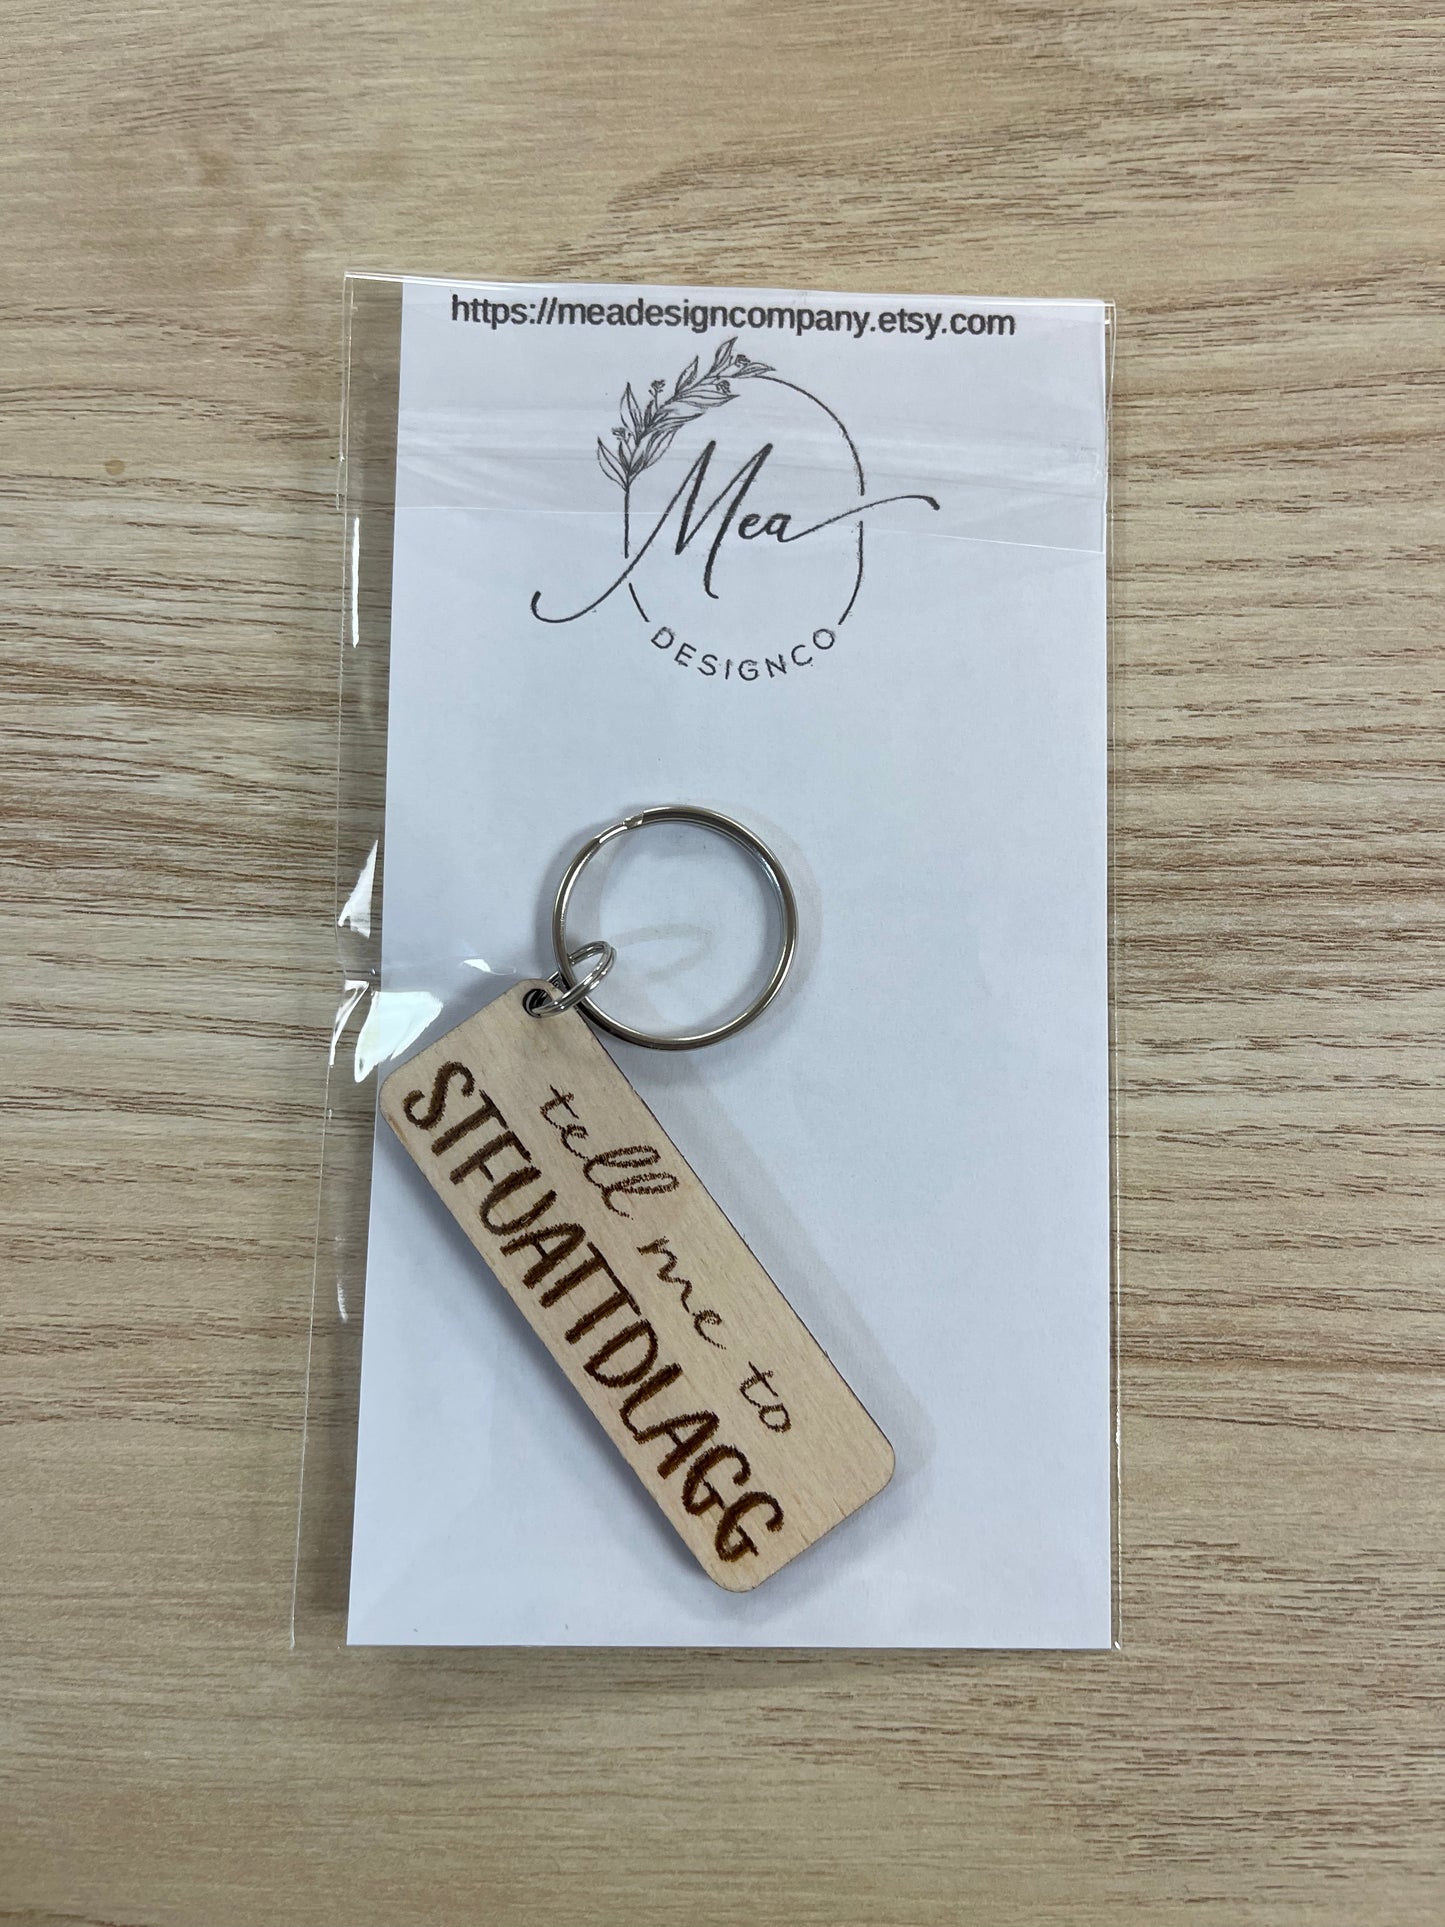 https://meadesigncompany.etsy.com
Mea
DESIGNCO
tell me to
STFUATTDLAGG